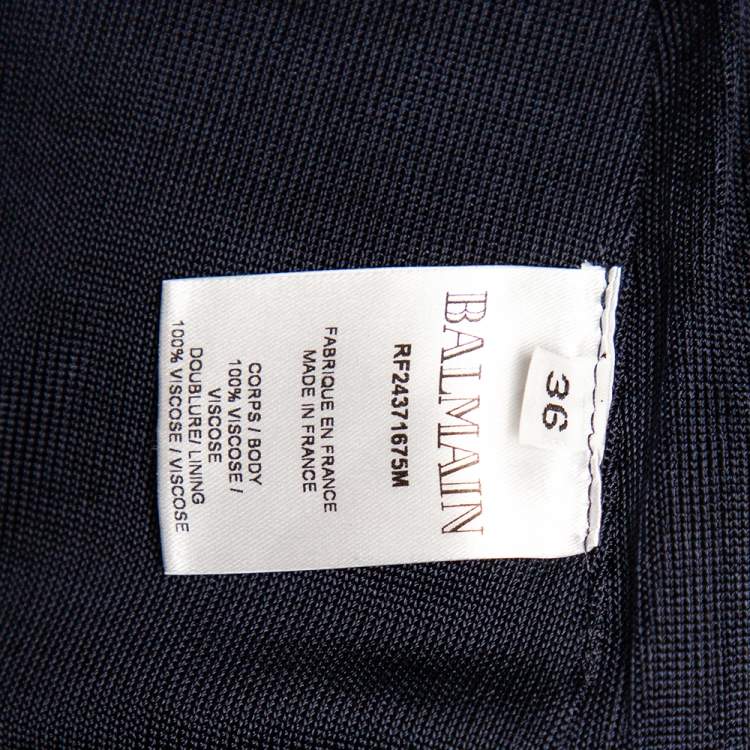 36
BALMAIN
RF24371675M
FABRIQUE EN FRANCE
MADE IN FRANCE
CORPS / BODY
100% VISCOSE /
VISCOSE
DOUBLURE/ LINING
100% VISCOSE / VISCOSE